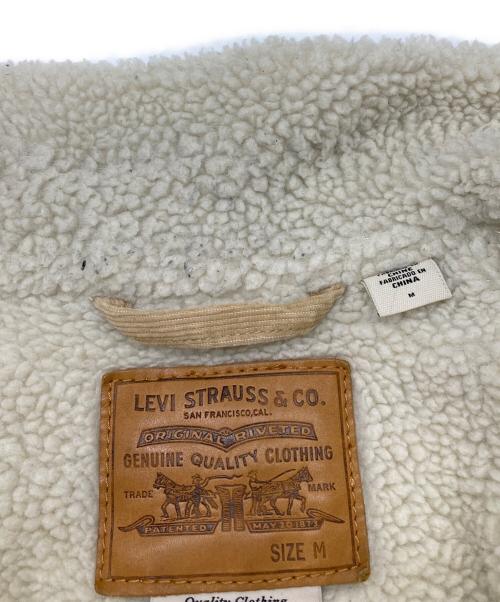 CHINE
FABRICADO EN
CHINA
M
LEVI STRAUSS & CO.
SAN FRANCISCO, CAL.
ORIGINAL RIVETED
GENUINE QUALITY CLOTHING
TRADE MARK
PATENTED MAY 20 1873
SIZE M
Quality Clothing